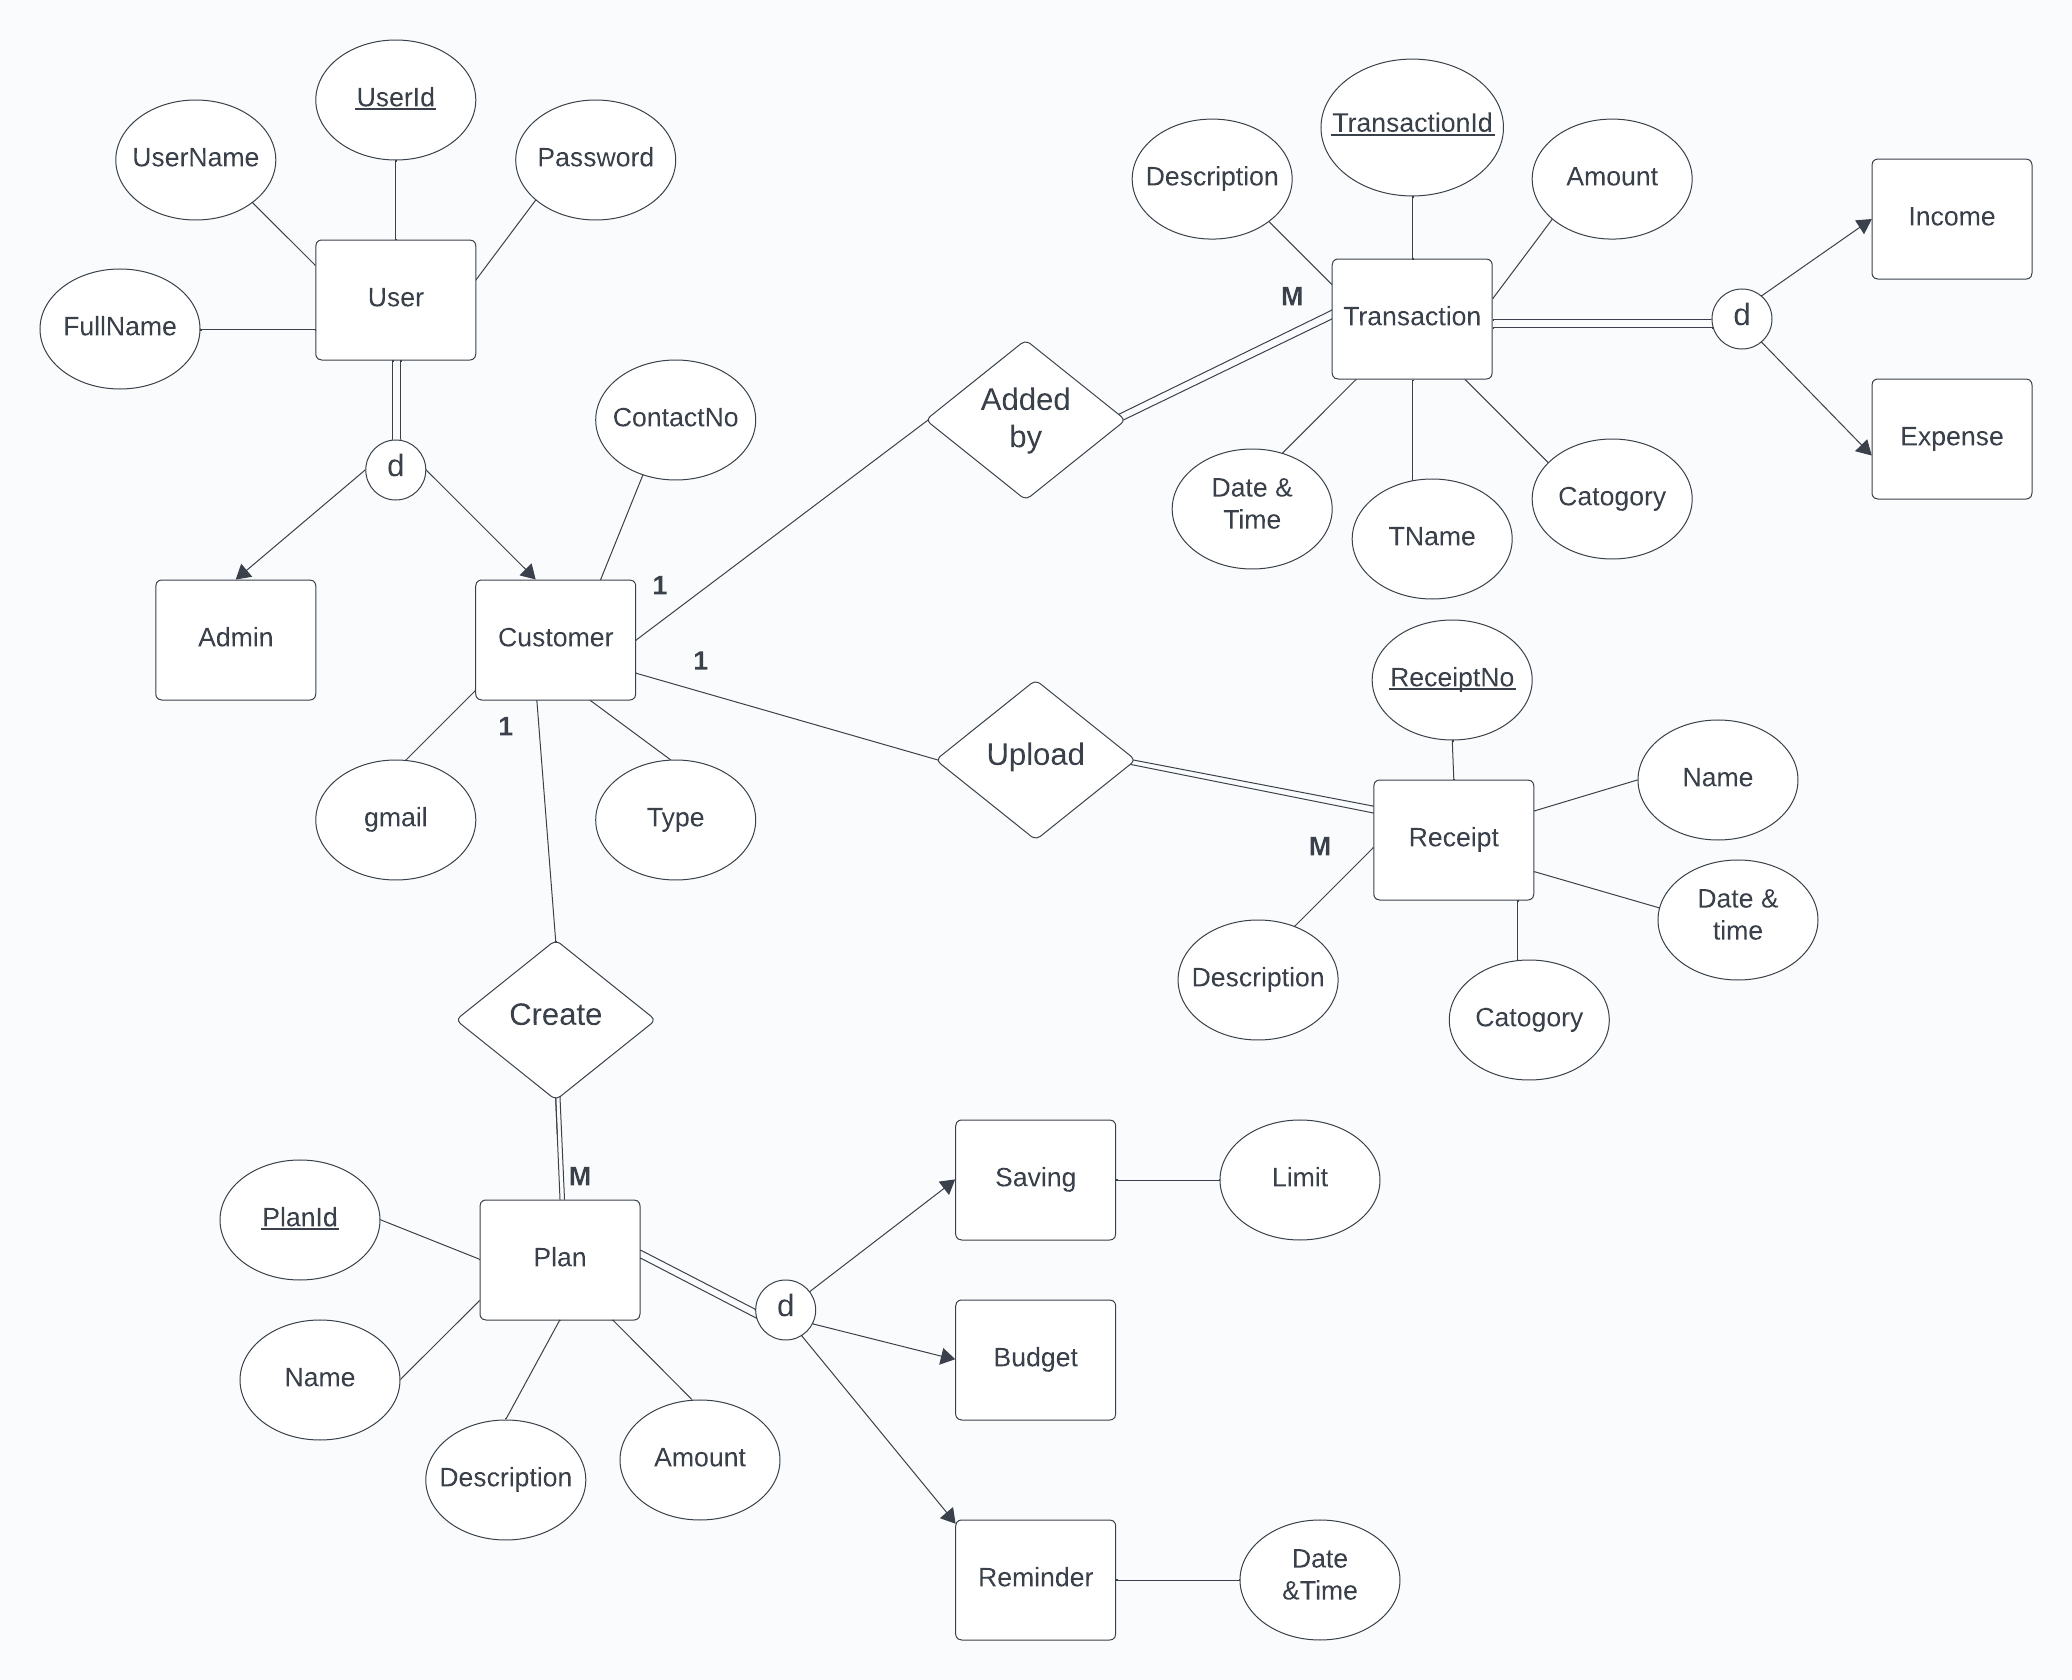 UserId
UserName
Password
User
FullName
d
ContactNo
Admin
Customer
1
1
1
gmail
Type
Added
by
M
TransactionId
Description
Amount
Transaction
d
Income
Expense
Date &
Time
TName
Catogory
Upload
M
ReceiptNo
Receipt
Name
Date &
time
Description
Catogory
Create
M
PlanId
Plan
Name
Description
Amount
d
Saving
Limit
Budget
Reminder
Date
&Time